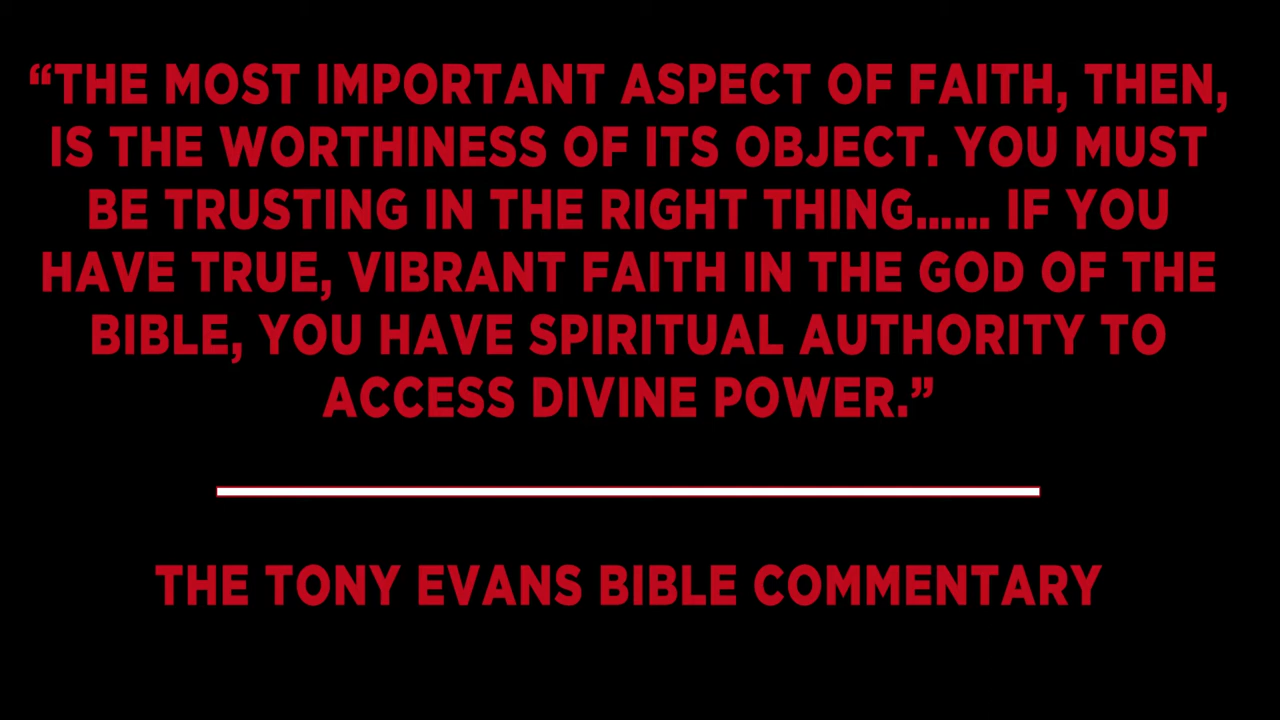 “THE MOST IMPORTANT ASPECT OF FAITH, THEN,
IS THE WORTHINESS OF ITS OBJECT. YOU MUST
BE TRUSTING IN THE RIGHT THING...... IF YOU
HAVE TRUE, VIBRANT FAITH IN THE GOD OF THE
BIBLE, YOU HAVE SPIRITUAL AUTHORITY TO
ACCESS DIVINE POWER.”
THE TONY EVANS BIBLE COMMENTARY